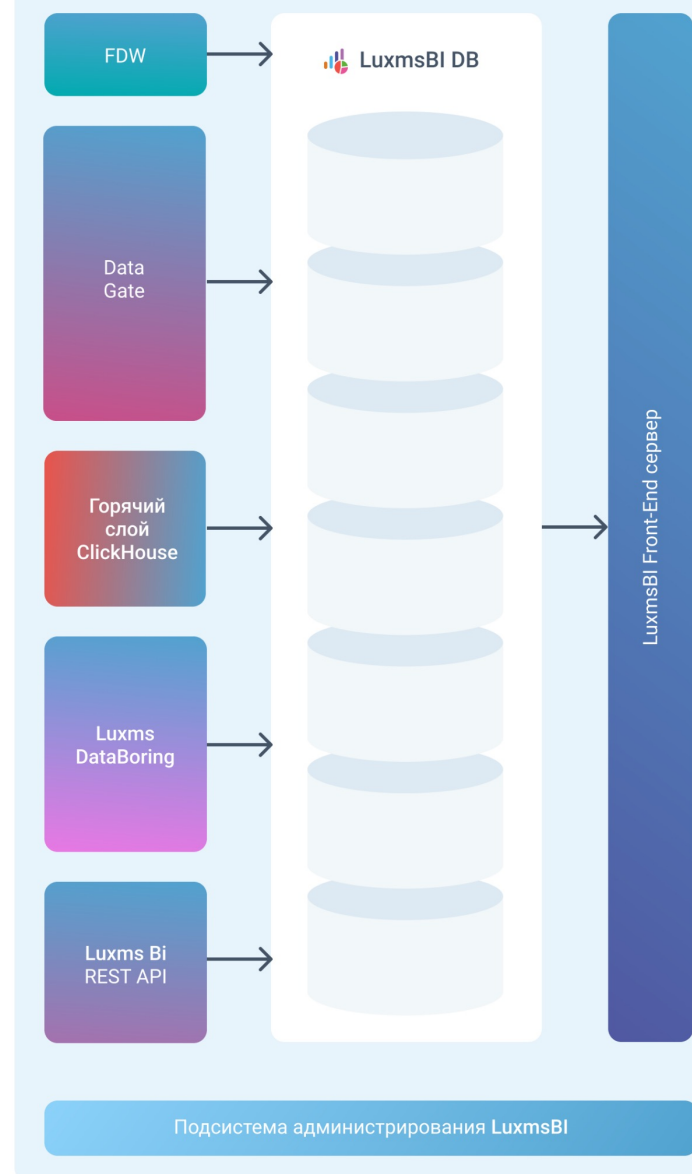 FDW
LuxmsBI DB
Data
Gate
Горячий
слой
ClickHouse
Luxms
DataBoring
Luxms Bi
REST API
LuxmsBI Front-End сервер
Подсистема администрирования LuxmsBI